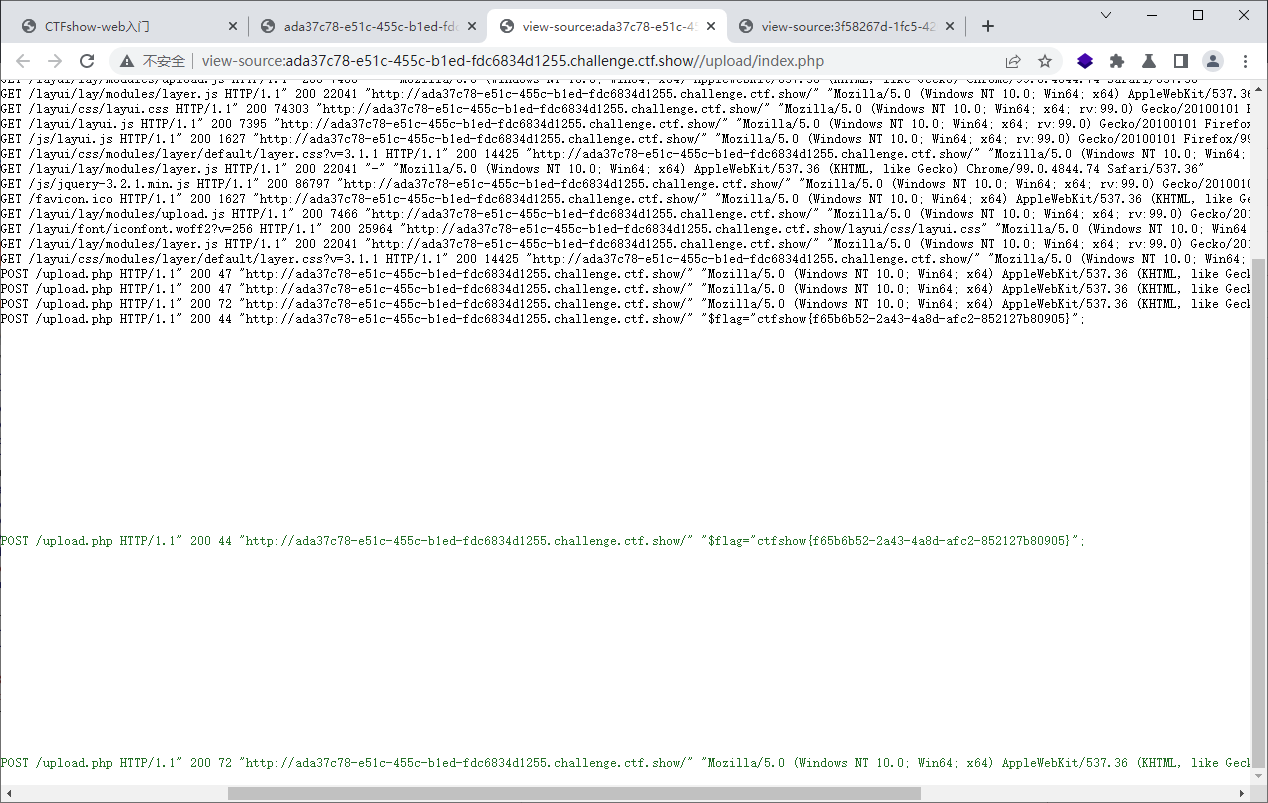 CTFshow-web入门
ada37c78-e51c-455c-b1ed-fdc
view-source:ada37c78-e51c-45
view-source:3f58267d-1fc5-42
不安全
view-source:ada37c78-e51c-455c-b1ed-fdc6834d1255.challenge.ctf.show//upload/index.php
GET /layui/lay/modules/layer.js HTTP/1.1" 200 22041 "http://ada37c78-e51c-455c-b1ed-fdc6834d1255.challenge.ctf.show/" "Mozilla/5.0 (Windows NT 10.0; Win64; x64) AppleWebKit/537.36
GET /layui/css/layui.css HTTP/1.1" 200 74303 "http://ada37c78-e51c-455c-b1ed-fdc6834d1255.challenge.ctf.show/" "Mozilla/5.0 (Windows NT 10.0; Win64; x64; rv:99.0) Gecko/20100101
GET /layui/layui.js HTTP/1.1" 200 7395 "http://ada37c78-e51c-455c-b1ed-fdc6834d1255.challenge.ctf.show/" "Mozilla/5.0 (Windows NT 10.0; Win64; x64; rv:99.0) Gecko/20100101 Firefox
GET /js/layui.js HTTP/1.1" 200 1627 "http://ada37c78-e51c-455c-b1ed-fdc6834d1255.challenge.ctf.show/" "Mozilla/5.0 (Windows NT 10.0; Win64; x64; rv:99.0) Gecko/20100101 Firefox/99
GET /layui/css/modules/layer/default/layer.css?v=3.1.1 HTTP/1.1" 200 14425 "http://ada37c78-e51c-455c-b1ed-fdc6834d1255.challenge.ctf.show/" "Mozilla/5.0 (Windows NT 10.0; Win64;
GET /layui/lay/modules/layer.js HTTP/1.1" 200 22041 "-" "Mozilla/5.0 (Windows NT 10.0; Win64; x64) AppleWebKit/537.36 (KHTML, like Gecko) Chrome/99.0.4844.74 Safari/537.36"
GET /js/jquery-3.2.1.min.js HTTP/1.1" 200 86797 "http://ada37c78-e51c-455c-b1ed-fdc6834d1255.challenge.ctf.show/" "Mozilla/5.0 (Windows NT 10.0; Win64; x64; rv:99.0) Gecko/2010010
GET /favicon.ico HTTP/1.1" 200 1627 "http://ada37c78-e51c-455c-b1ed-fdc6834d1255.challenge.ctf.show/" "Mozilla/5.0 (Windows NT 10.0; Win64; x64) AppleWebKit/537.36 (KHTML, like Ge
GET /layui/lay/modules/upload.js HTTP/1.1" 200 7466 "http://ada37c78-e51c-455c-b1ed-fdc6834d1255.challenge.ctf.show/" "Mozilla/5.0 (Windows NT 10.0; Win64; x64; rv:99.0) Gecko/201
GET /layui/font/iconfont.woff2?v=256 HTTP/1.1" 200 25964 "http://ada37c78-e51c-455c-b1ed-fdc6834d1255.challenge.ctf.show/layui/css/layui.css" "Mozilla/5.0 (Windows NT 10.0; Win64
GET /layui/lay/modules/layer.js HTTP/1.1" 200 22041 "http://ada37c78-e51c-455c-b1ed-fdc6834d1255.challenge.ctf.show/" "Mozilla/5.0 (Windows NT 10.0; Win64; x64; rv:99.0) Gecko/201
GET /layui/css/modules/layer/default/layer.css?v=3.1.1 HTTP/1.1" 200 14425 "http://ada37c78-e51c-455c-b1ed-fdc6834d1255.challenge.ctf.show/" "Mozilla/5.0 (Windows NT 10.0; Win64;
POST /upload.php HTTP/1.1" 200 47 "http://ada37c78-e51c-455c-b1ed-fdc6834d1255.challenge.ctf.show/" "Mozilla/5.0 (Windows NT 10.0; Win64; x64) AppleWebKit/537.36 (KHTML, like Geck
POST /upload.php HTTP/1.1" 200 47 "http://ada37c78-e51c-455c-b1ed-fdc6834d1255.challenge.ctf.show/" "Mozilla/5.0 (Windows NT 10.0; Win64; x64) AppleWebKit/537.36 (KHTML, like Geck
POST /upload.php HTTP/1.1" 200 72 "http://ada37c78-e51c-455c-b1ed-fdc6834d1255.challenge.ctf.show/" "Mozilla/5.0 (Windows NT 10.0; Win64; x64) AppleWebKit/537.36 (KHTML, like Geck
POST /upload.php HTTP/1.1" 200 44 "http://ada37c78-e51c-455c-b1ed-fdc6834d1255.challenge.ctf.show/" "$flag="ctfshow{f65b6b52-2a43-4a8d-afc2-852127b80905}";
POST /upload.php HTTP/1.1" 200 44 "http://ada37c78-e51c-455c-b1ed-fdc6834d1255.challenge.ctf.show/" "$flag="ctfshow{f65b6b52-2a43-4a8d-afc2-852127b80905}";
POST /upload.php HTTP/1.1" 200 72 "http://ada37c78-e51c-455c-b1ed-fdc6834d1255.challenge.ctf.show/" "Mozilla/5.0 (Windows NT 10.0; Win64; x64) AppleWebKit/537.36 (KHTML, like Geck